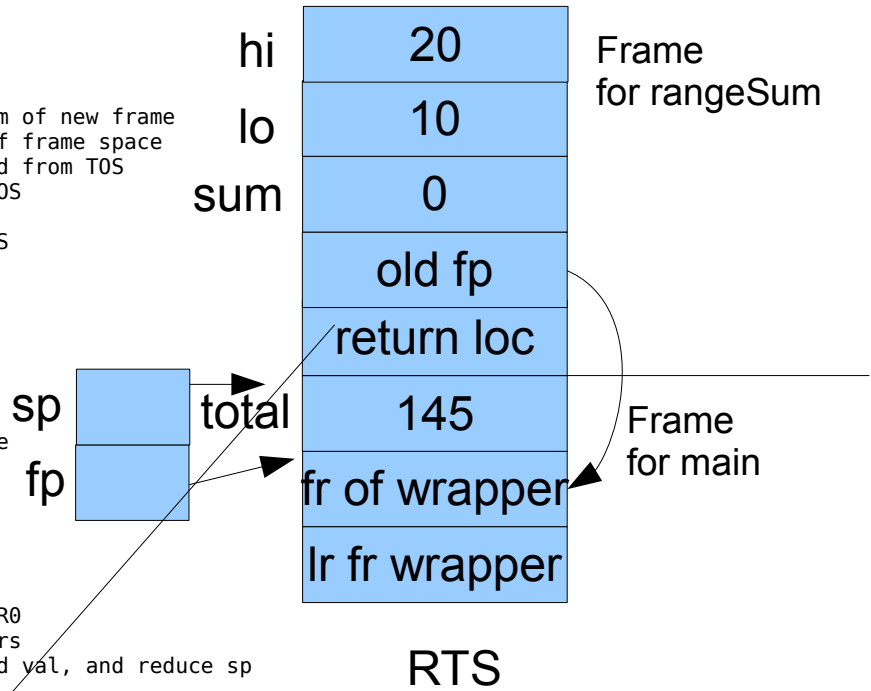 hi
20
Frame
for rangeSum
m of new frame
f frame space
d from TOS
OS
S
lo
10
sum
0
old fp
return loc
sp
total
145
Frame
for main
e
fp
fr of wrapper
lr fr wrapper
R0
rs
d val, and reduce sp
RTS